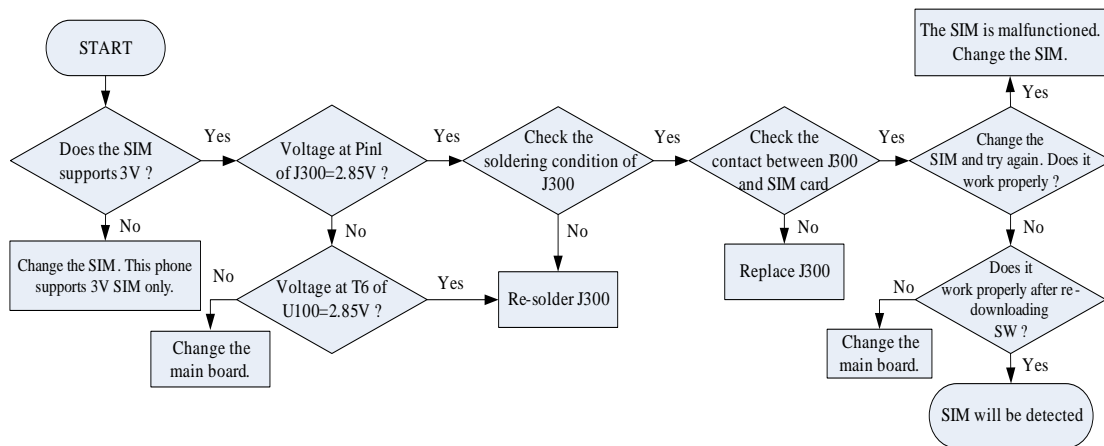 START
Does the SIM
supports 3V ?
Yes
No
Change the SIM. This phone
supports 3V SIM only.
Voltage at Pin1
of J300=2.85V ?
Yes
No
Voltage at T6 of
U100=2.85V ?
No
Change the
main board.
Yes
Check the
soldering condition of
J300
Yes
No
Re-solder J300
Check the
contact between J300
and SIM card
Yes
No
Replace J300
Change the
SIM and try again. Does it
work properly ?
Yes
The SIM is malfunctioned.
Change the SIM.
No
Does it
work properly after re-
downloading
SW ?
No
Change the
main board.
Yes
SIM will be detected